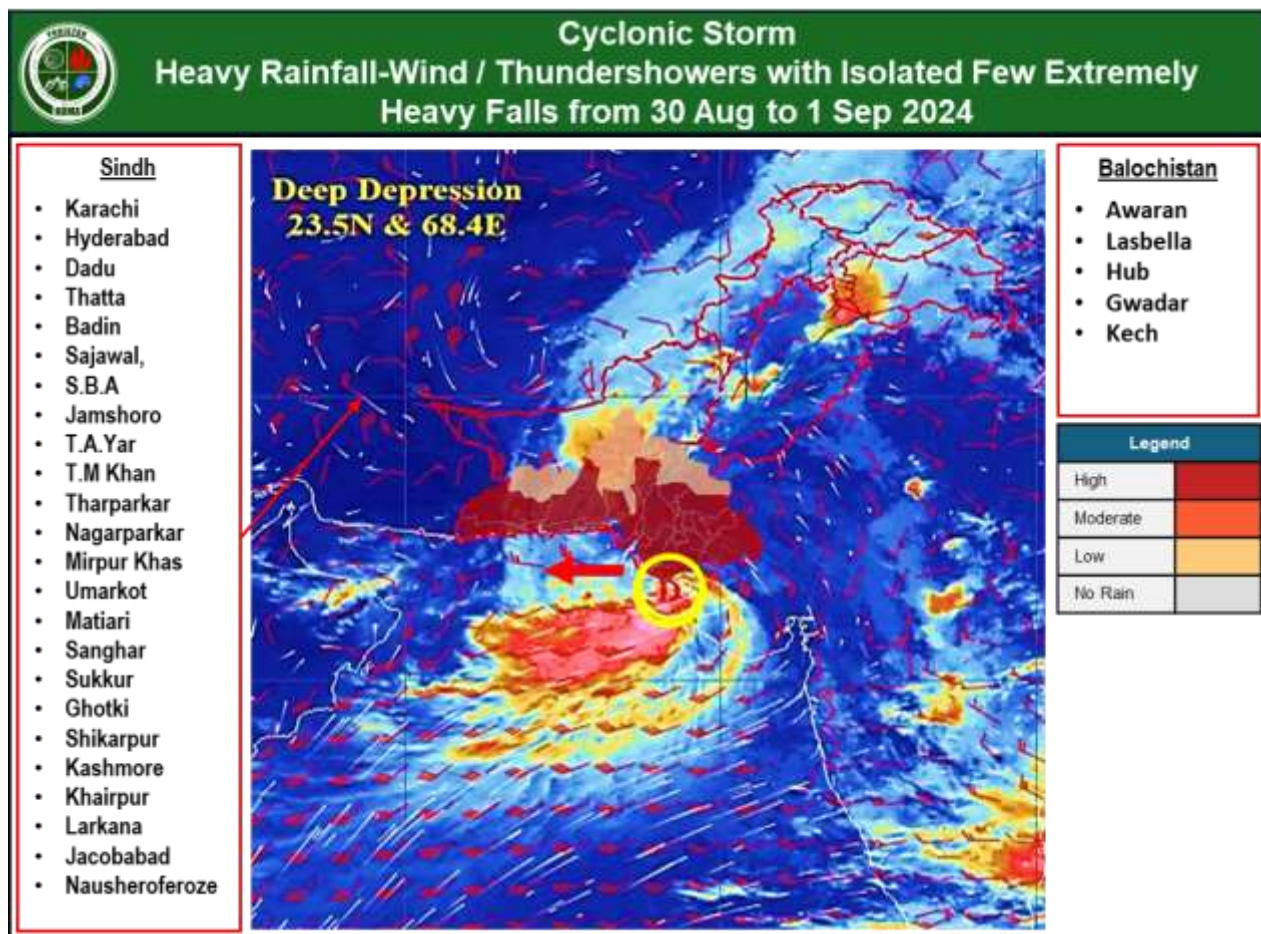 Cyclonic Storm
Heavy Rainfall-Wind / Thundershowers with Isolated Few Extremely
Heavy Falls from 30 Aug to 1 Sep 2024
Sindh
• Karachi
• Hyderabad
• Dadu
• Thatta
• Badin
• Sajawal,
• S.B.A
• Jamshoro
• T.A.Yar
• T.M Khan
• Tharparkar
• Nagarparkar
• Mirpur Khas
• Umarkot
• Matiari
• Sanghar
• Sukkur
• Ghotki
• Shikarpur
• Kashmore
• Khairpur
• Larkana
• Jacobabad
• Nausheroferoze
Deep Depression
23.5N & 68.4E
D
Balochistan
• Awaran
• Lasbella
• Hub
• Gwadar
• Kech
Legend
High
Moderate
Low
No Rain